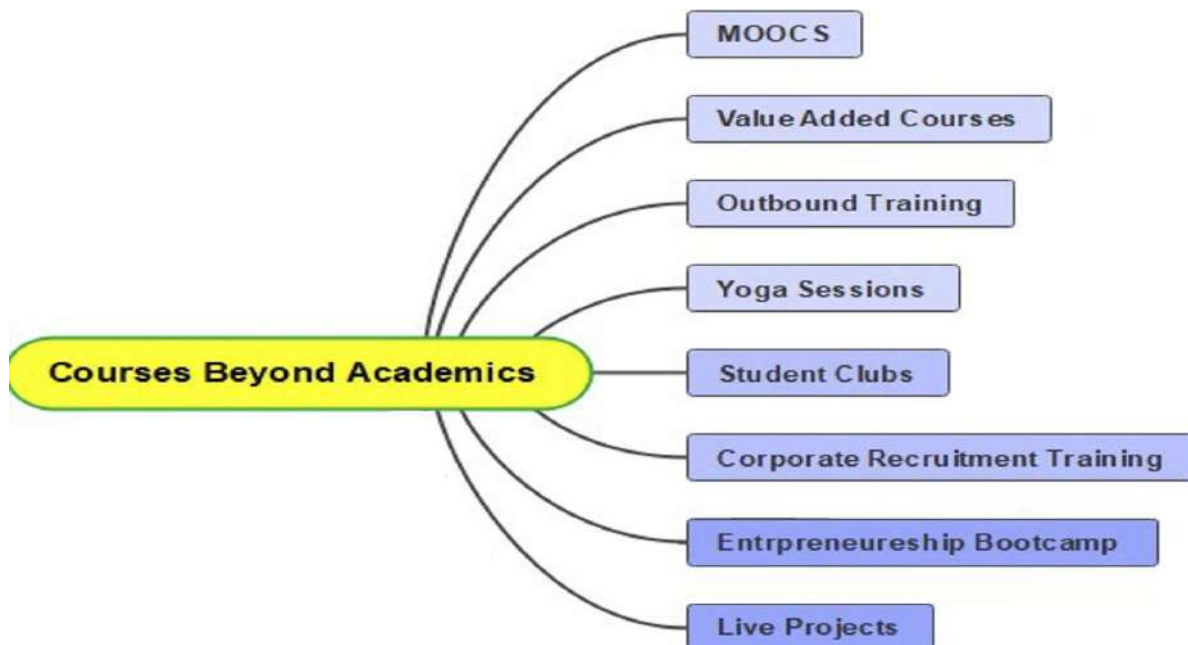 MOOCS
Value Added Courses
Outbound Training
Yoga Sessions
Courses Beyond Academics
Student Clubs
Corporate Recruitment Training
Entrpreneureship Bootcamp
Live Projects